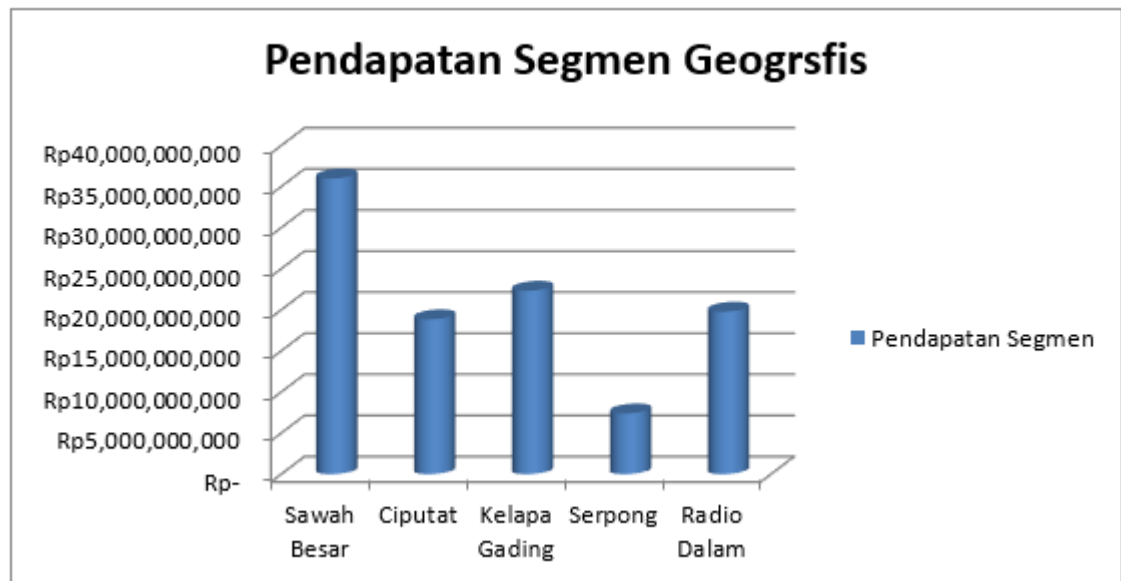 Pendapatan Segmen Geogrsfis
Rp40,000,000,000
Rp35,000,000,000
Rp30,000,000,000
Rp25,000,000,000
Rp20,000,000,000
Rp15,000,000,000
Rp10,000,000,000
Rp5,000,000,000
Rp-
Sawah Besar
Ciputat
Kelapa Gading
Serpong
Radio Dalam
Pendapatan Segmen